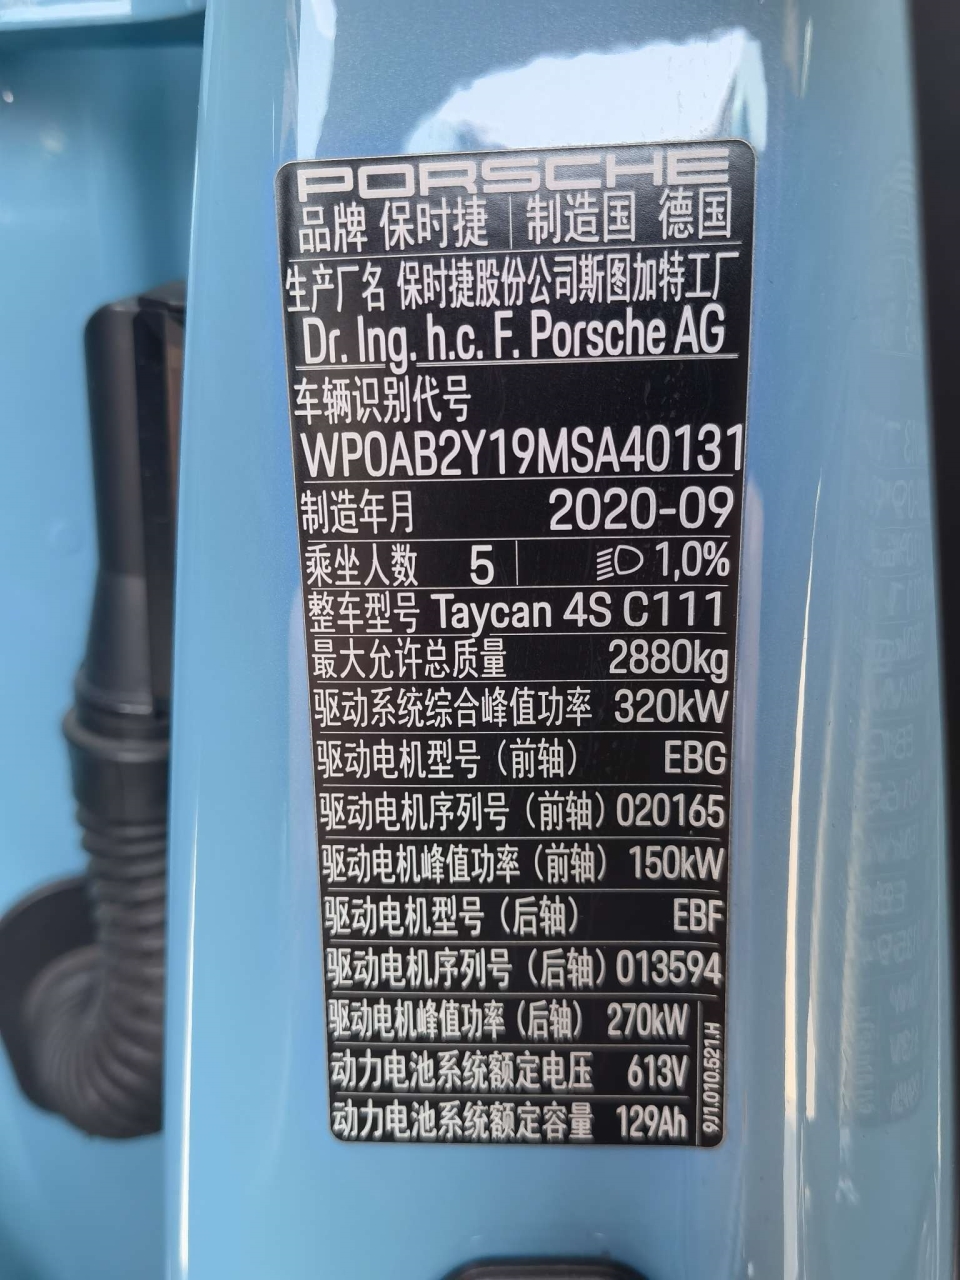 PORSCHE
品牌 保时捷 制造国 德国
生产厂名 保时捷股份公司斯图加特工厂
Dr. Ing. h.c. F. Porsche AG
车辆识别代号
WP0AB2Y19MSA40131
制造年月 2020-09
乘坐人数 5 1,0%
整车型号 Taycan 4S C111
最大允许总质量 2880kg
驱动系统综合峰值功率 320kW
驱动电机型号（前轴） EBG
驱动电机序列号（前轴）020165
驱动电机峰值功率（前轴）150kW
驱动电机型号（后轴） EBF
驱动电机序列号（后轴）013594
驱动电机峰值功率（后轴） 270kW
动力电池系统额定电压 613V
动力电池系统额定容量 129Ah
9J1.010.521.H